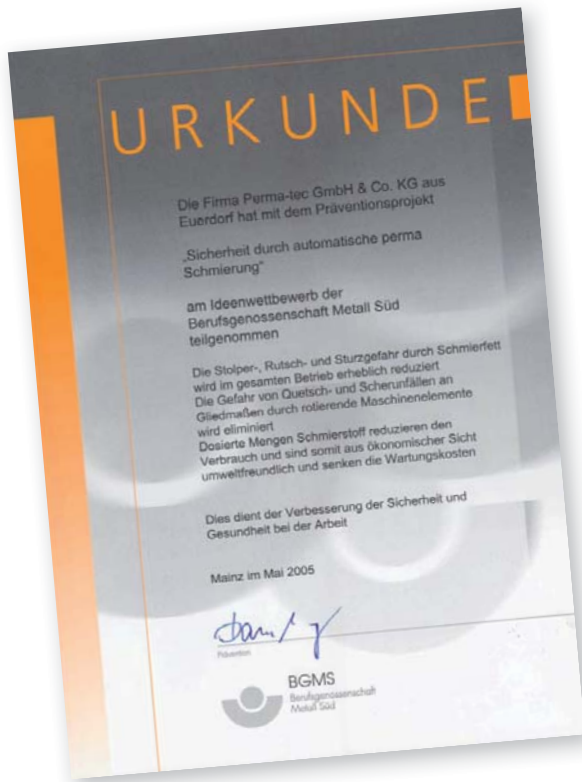 URKUNDE
Die Firma Perma-tec GmbH & Co. KG aus
Euerdorf hat mit dem Präventionsprojekt
„Sicherheit durch automatische perma
Schmierung"
am Ideenwettbewerb der
Berufsgenossenschaft Metall Süd
teilgenommen
Die Stolper-, Rutsch- und Sturzgefahr durch Schmierfett
wird im gesamten Betrieb erheblich reduziert
Die Gefahr von Quetsch- und Scherunfällen an
Gliedmaßen durch rotierende Maschinenelemente
wird eliminiert
Dosierte Mengen Schmierstoff reduzieren den
Verbrauch und sind somit aus ökonomischer Sicht
umweltfreundlich und senken die Wartungskosten
Dies dient der Verbesserung der Sicherheit und
Gesundheit bei der Arbeit
Mainz im Mai 2005
Prävention
BGMS
Berufsgenossenschaft
Metall Süd